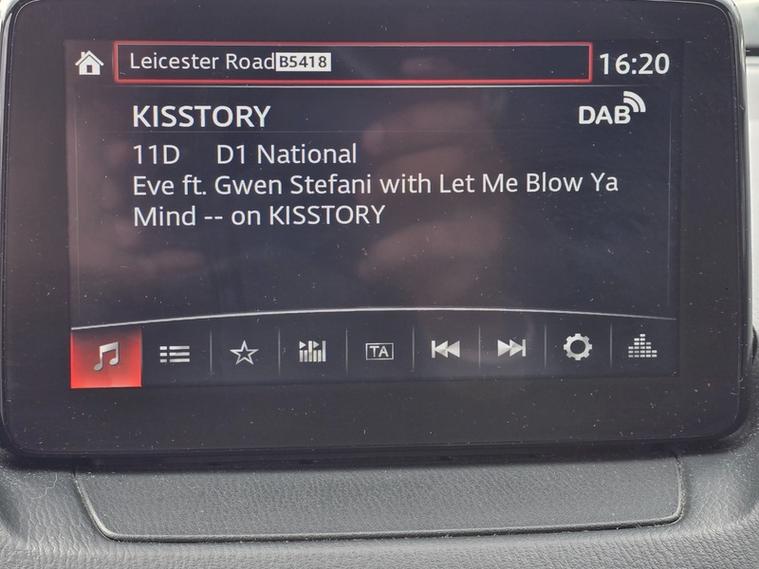 Leicester Road B5418 16:20
KISSTORY DAB
11D D1 National
Eve ft. Gwen Stefani with Let Me Blow Ya
Mind -- on KISSTORY
TA